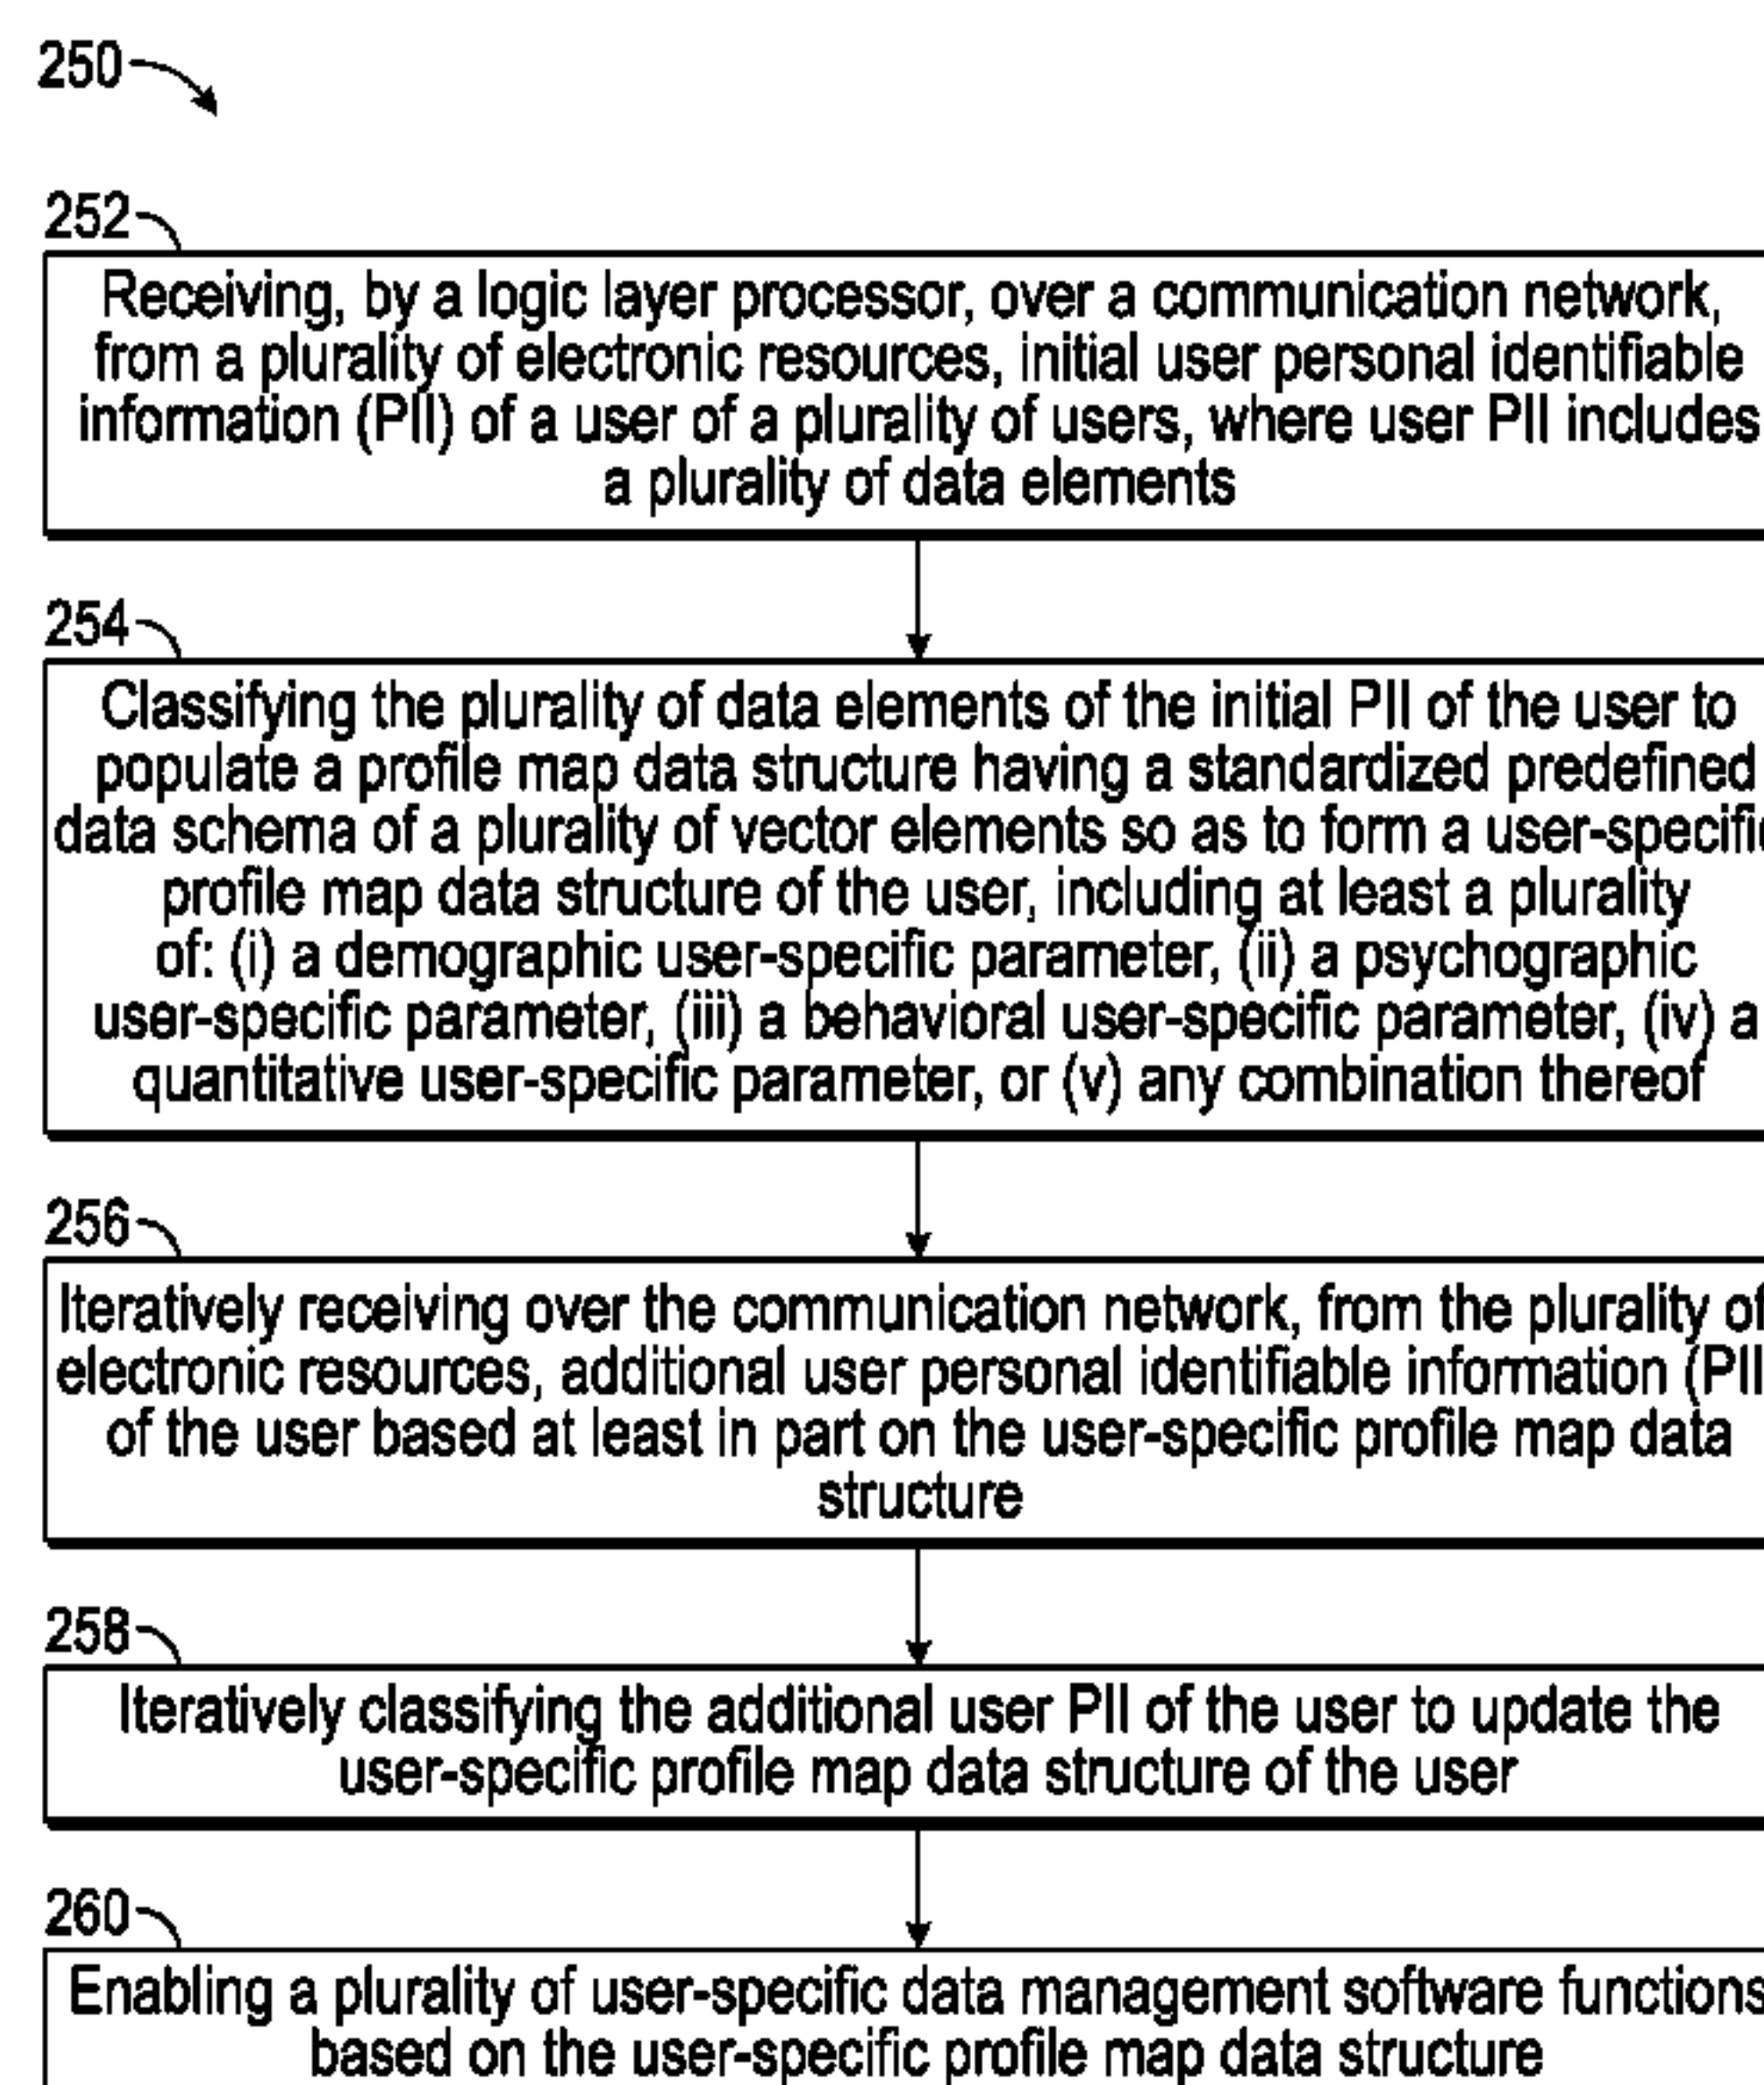 250
252
Receiving, by a logic layer processor, over a communication network,
from a plurality of electronic resources, initial user personal identifiable
information (PII) of a user of a plurality of users, where user PII includes
a plurality of data elements
254
Classifying the plurality of data elements of the initial PII of the user to
populate a profile map data structure having a standardized predefined
data schema of a plurality of vector elements so as to form a user-specific
profile map data structure of the user, including at least a plurality
of: (i) a demographic user-specific parameter, (ii) a psychographic
user-specific parameter, (iii) a behavioral user-specific parameter, (iv) a
quantitative user-specific parameter, or (v) any combination thereof
256
Iteratively receiving over the communication network, from the plurality of
electronic resources, additional user personal identifiable information (PII
of the user based at least in part on the user-specific profile map data
structure
258
Iteratively classifying the additional user PII of the user to update the
user-specific profile map data structure of the user
260
Enabling a plurality of user-specific data management software functions
based on the user-specific profile map data structure